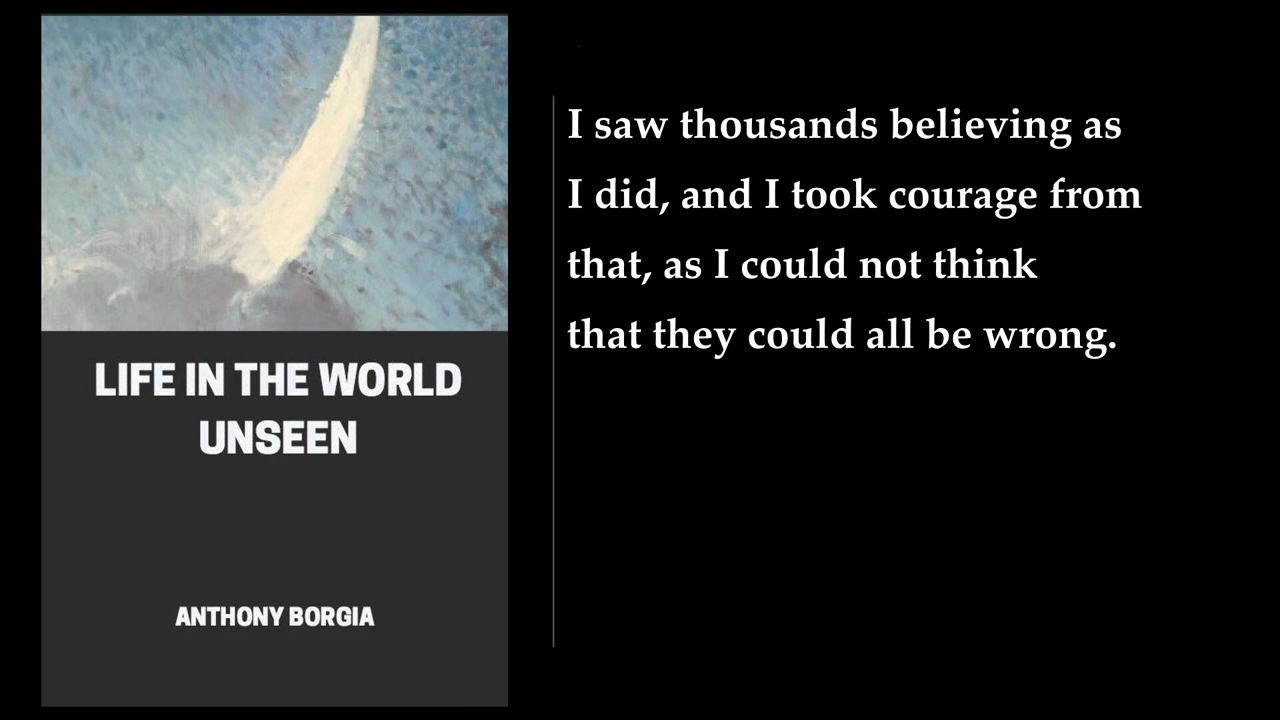 LIFE IN THE WORLD
UNSEEN
ANTHONY BORGIA
I saw thousands believing as
I did, and I took courage from
that, as I could not think
that they could all be wrong.